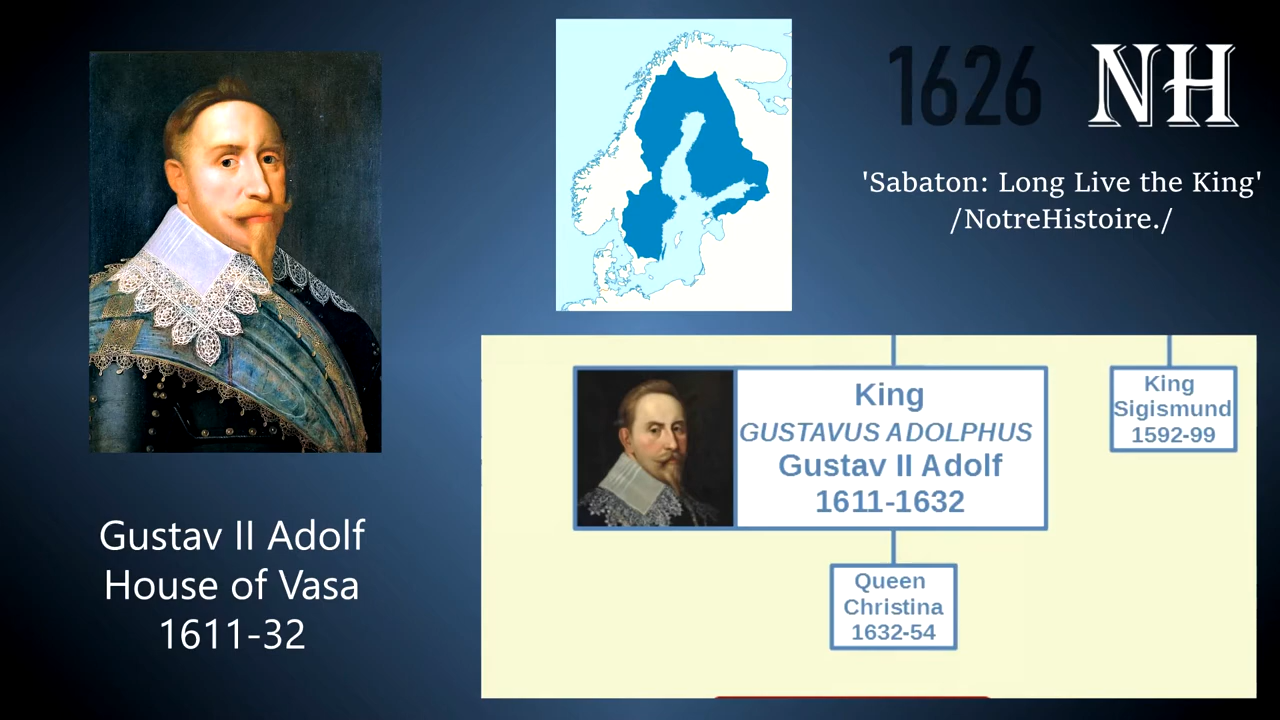 1626 NH
'Sabaton: Long Live the King'
/NotreHistoire./
Gustav II Adolf
House of Vasa
1611-32
King
GUSTAVUS ADOLPHUS
Gustav II Adolf
1611-1632
King
Sigismund
1592-99
Queen
Christina
1632-54